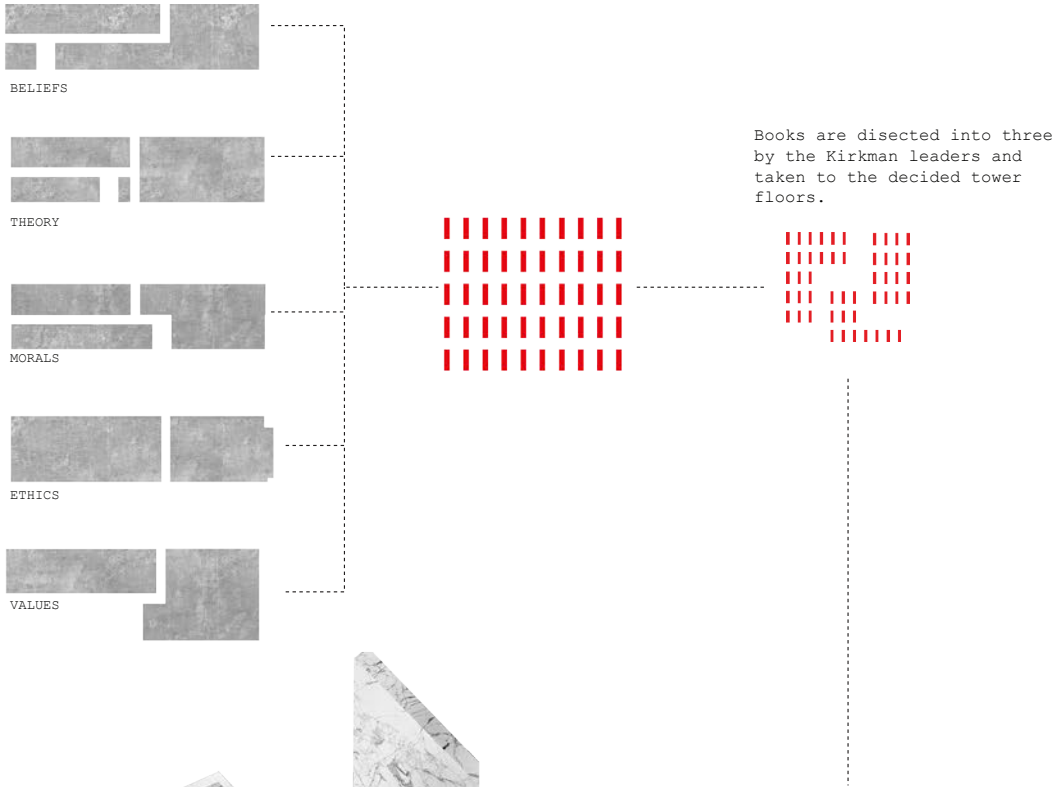 BELIEFS
Books are disected into three
by the Kirkman leaders and
taken to the decided tower
floors.
THEORY
MORALS
ETHICS
VALUES